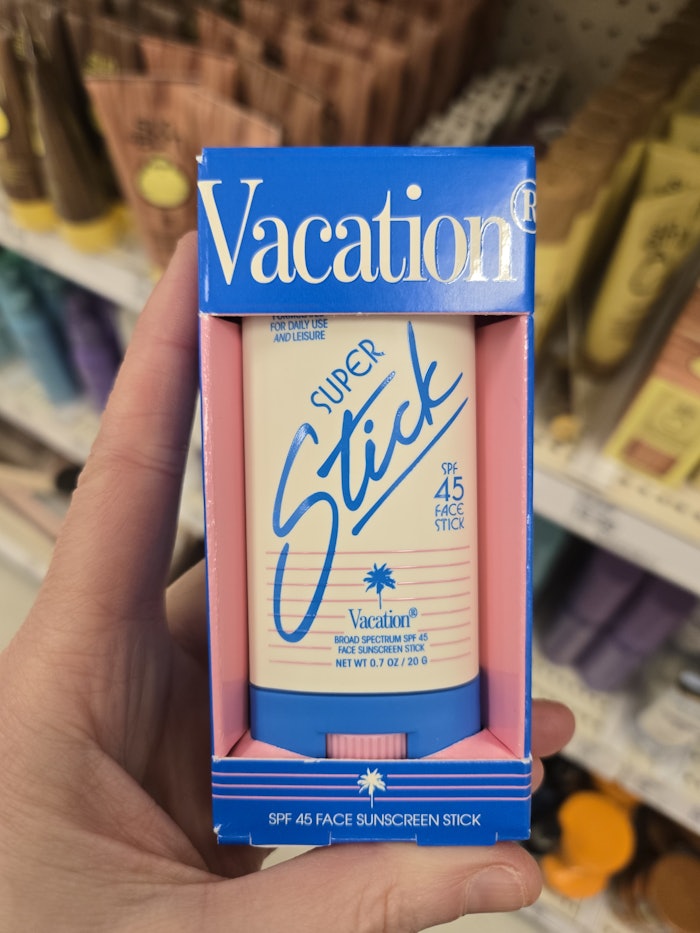 Vacation®
FOR DAILY USE
AND LEISURE
SUPER
Stick
SPF
45
FACE
STICK
Vacation®
BROAD SPECTRUM SPF 45
FACE SUNSCREEN STICK
NET WT 0.7 OZ / 20 G
SPF 45 FACE SUNSCREEN STICK